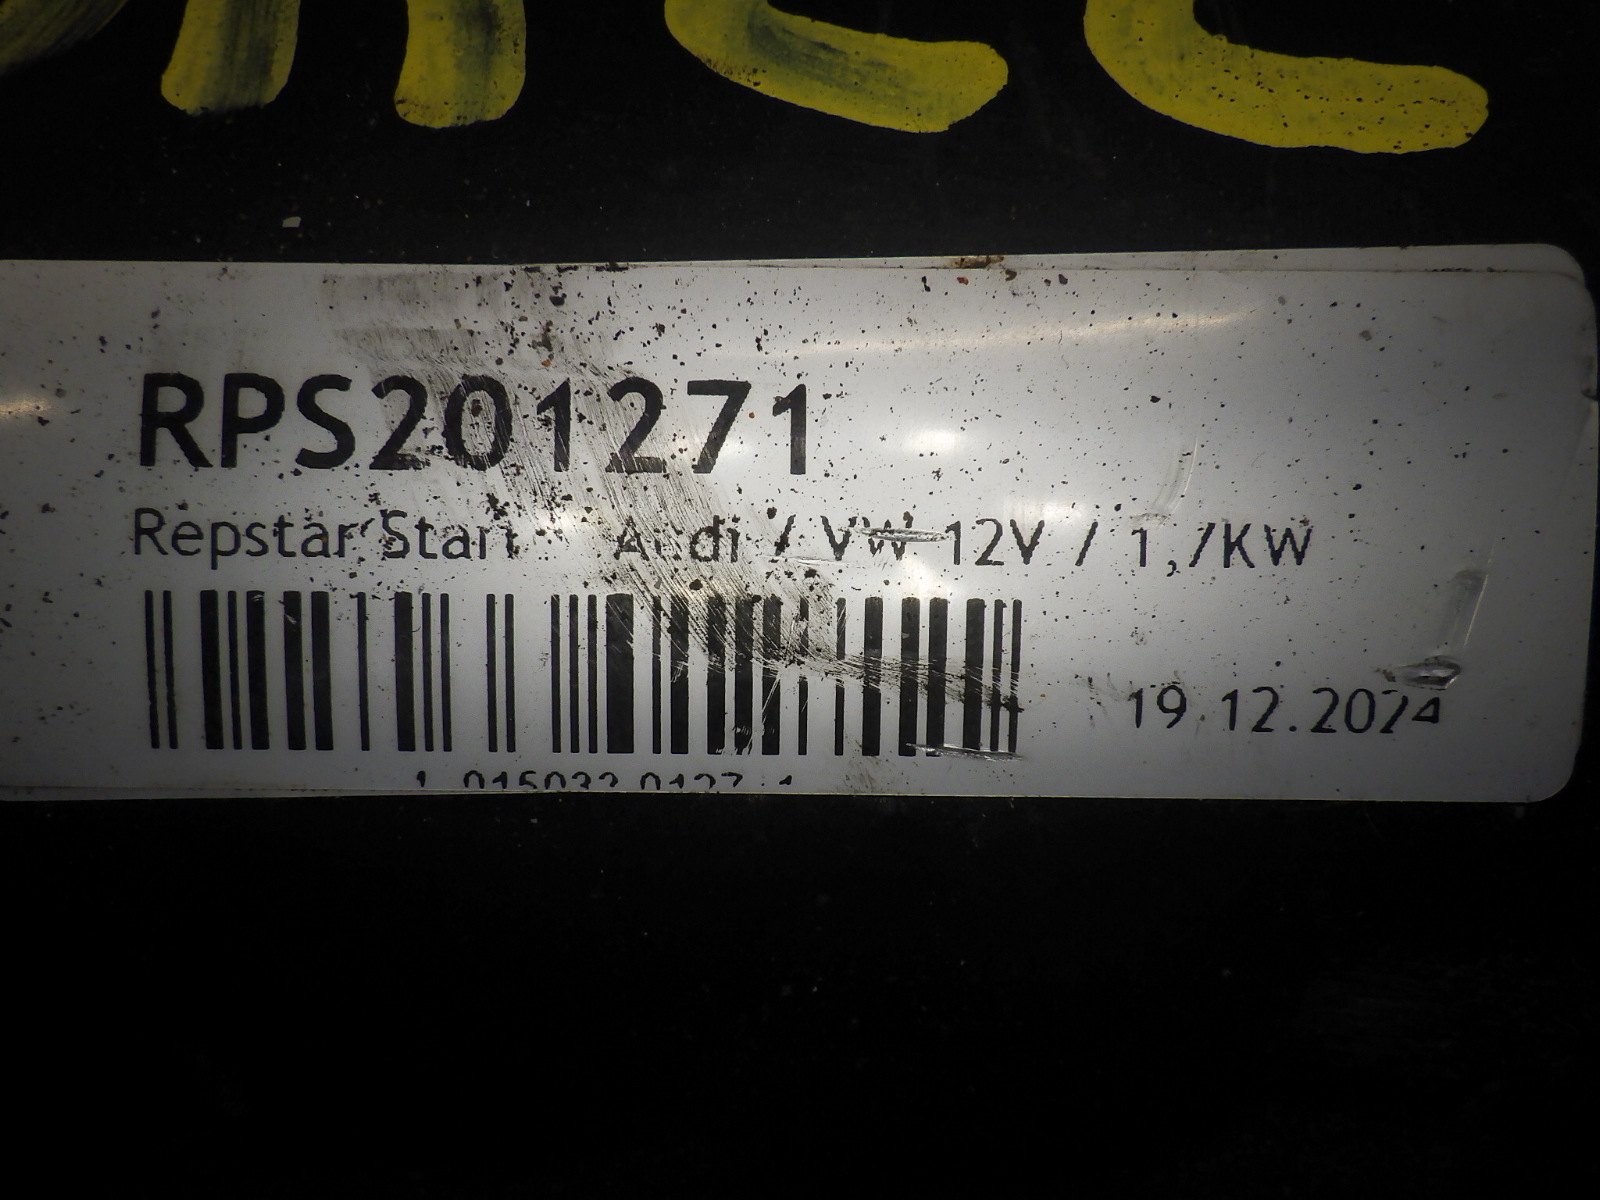 RPS201271
Repstar Start Audi / VW 12V / 1,7KW
19.12.2024